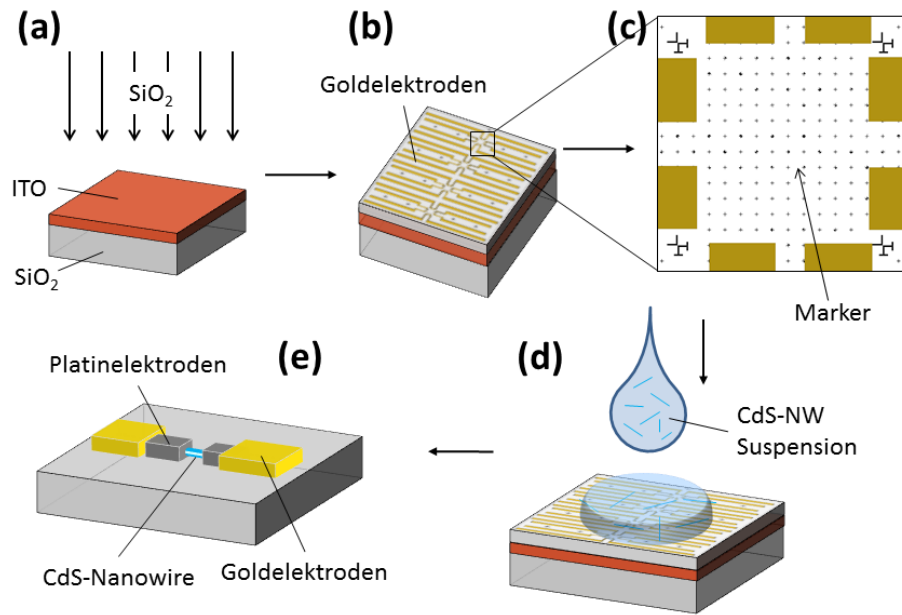 (a)
SiO₂
ITO
SiO₂
(b)
Goldelektroden
(c)
Marker
(d)
CdS-NW
Suspension
(e)
Platinelektroden
CdS-Nanowire
Goldelektroden